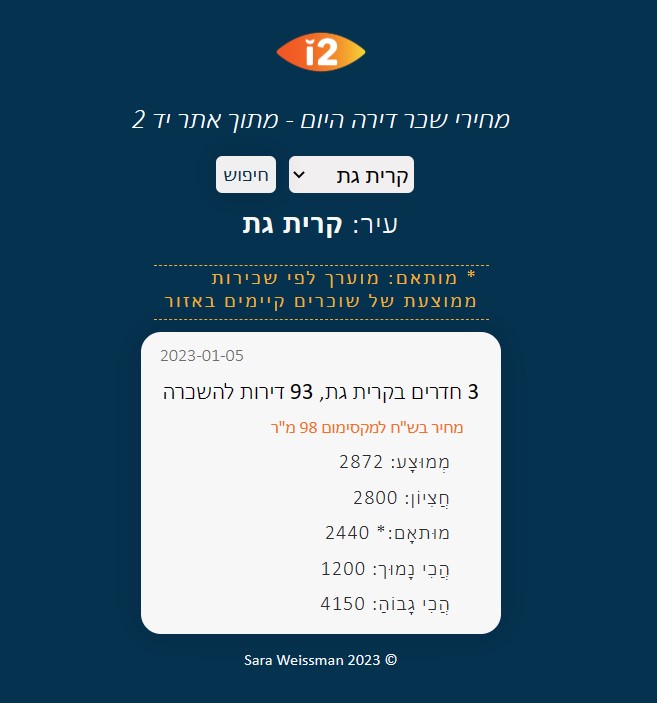 ĭ2
מחירי שכר דירה היום - מתוך אתר יד 2
קרית גת
חיפוש
עיר: קרית גת
* מותאם: מוערך לפי שכירות
ממוצעת של שוכרים קיימים באזור
2023-01-05
3 חדרים בקרית גת, 93 דירות להשכרה
מחיר בש"ח למקסימום 98 מ"ר
מְמוּצָע: 2872
חֲצִיוֹן: 2800
מוּתאָם:* 2440
הֲכִי נָמוּך: 1200
הֲכִי גָבוֹהַ: 4150
Sara Weissman 2023 ©